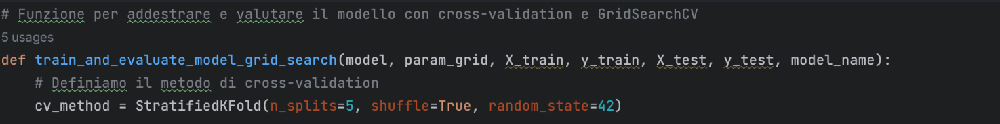 # Funzione per addestrare e valutare il modello con cross-validation e GridSearchCV
5 usages
def train_and_evaluate_model_grid_search(model, param_grid, X_train, y_train, X_test, y_test, model_name):
    # Definiamo il metodo di cross-validation
    cv_method = StratifiedKFold(n_splits=5, shuffle=True, random_state=42)